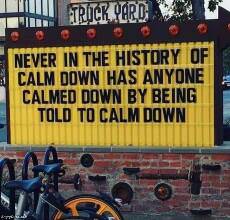 TRUCK YARD
NEVER IN THE HISTORY OF
CALM DOWN HAS ANYONE
CALMED DOWN BY BEING
TOLD TO CALM DOWN